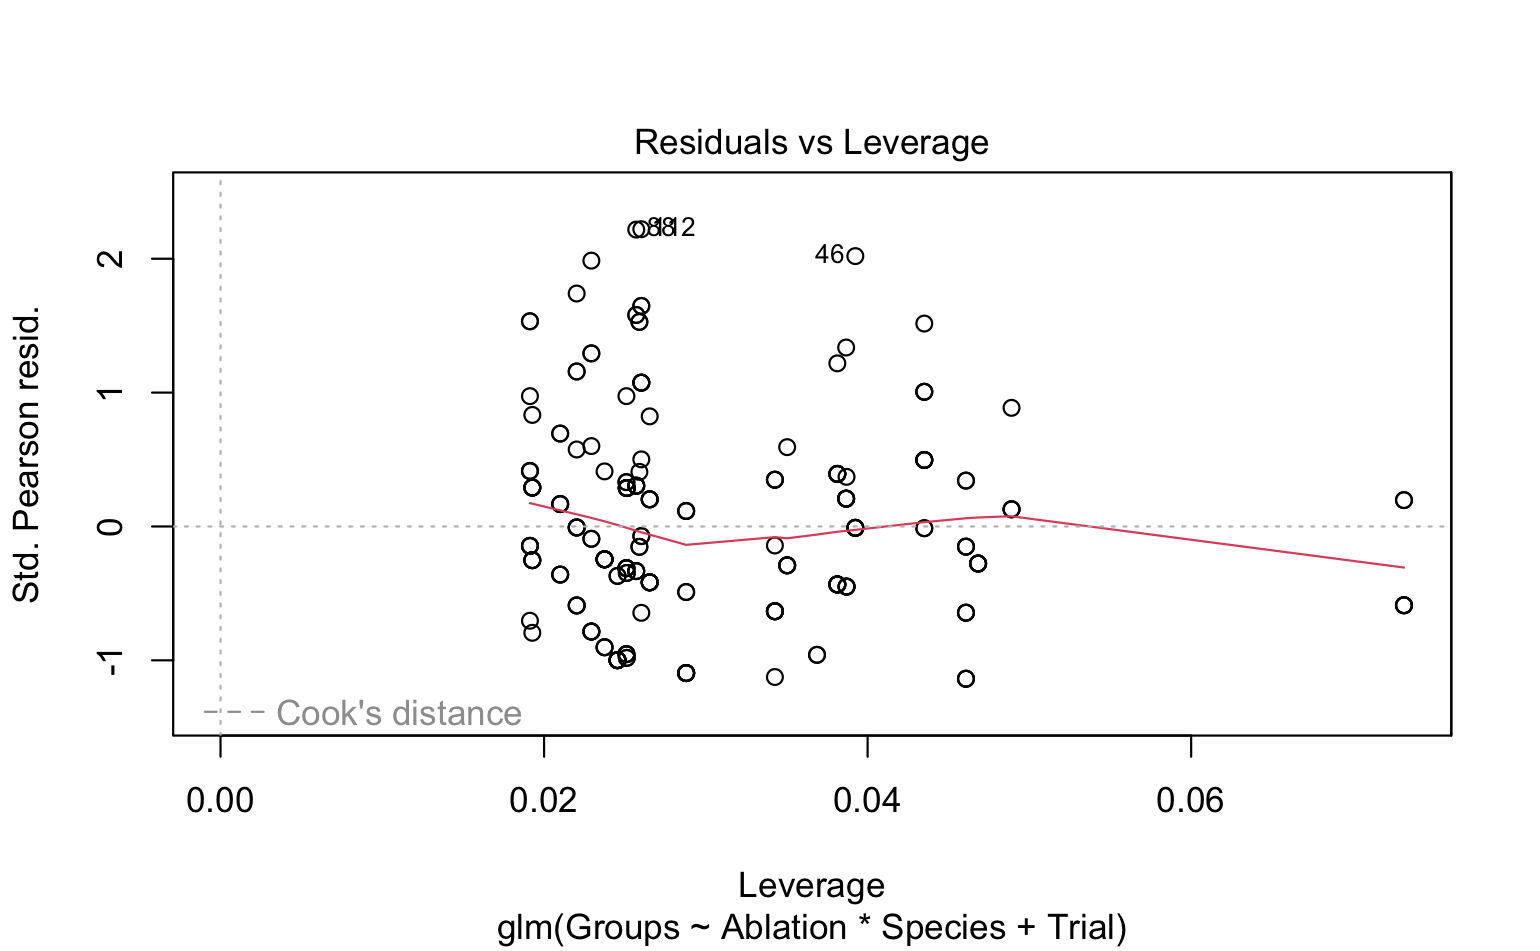 Residuals vs Leverage
Std. Pearson resid.
2
1
0
-1
46
Cook's distance
0.00 0.02 0.04 0.06
Leverage
glm(Groups ~ Ablation * Species + Trial)